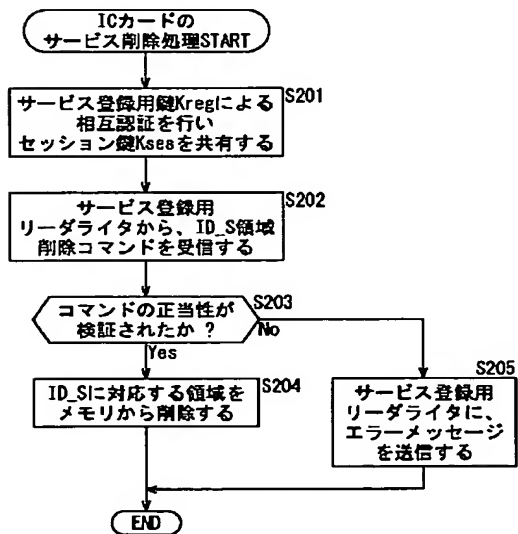 ICカードの
サービス削除処理START
S201
サービス登録用鍵Kregによる
相互認証を行い
セッション鍵Ksesを共有する
S202
サービス登録用
リーダライタから、ID_S領域
削除コマンドを受信する
S203
コマンドの正当性が
検証されたか ?
No
Yes
S204
ID_Sに対応する領域を
メモリから削除する
S205
サービス登録用
リーダライタに、
エラーメッセージ
を送信する
END